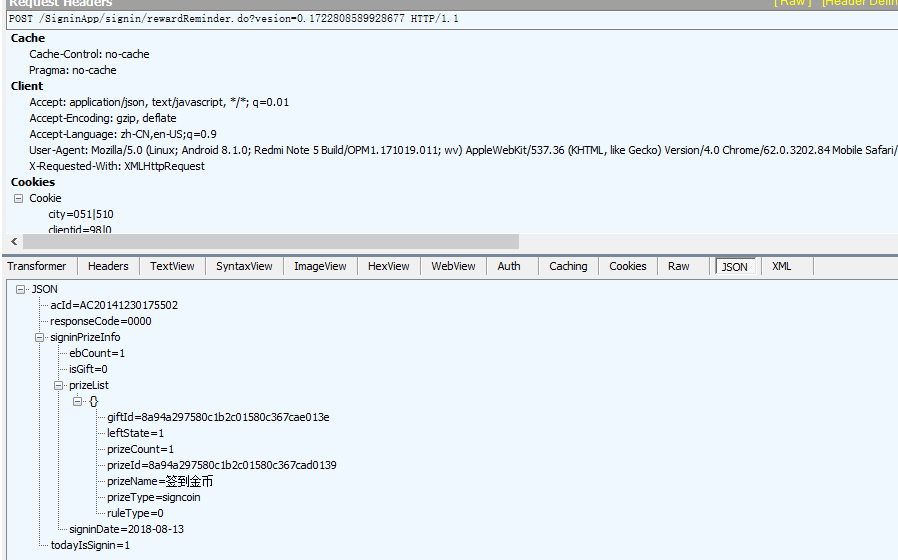 Request Headers [ Raw ] [Header Defin
POST /SigninApp/signin/rewardReminder.do?vesion=0.1722808589928677 HTTP/1.1
Cache
Cache-Control: no-cache
Pragma: no-cache
Client
Accept: application/json, text/javascript, */*; q=0.01
Accept-Encoding: gzip, deflate
Accept-Language: zh-CN,en-US;q=0.9
User-Agent: Mozilla/5.0 (Linux; Android 8.1.0; Redmi Note 5 Build/OPM1.171019.011; wv) AppleWebKit/537.36 (KHTML, like Gecko) Version/4.0 Chrome/62.0.3202.84 Mobile Safari/
X-Requested-With: XMLHttpRequest
Cookies
Cookie
city=051|510
clientid=98|0
Transformer Headers TextView SyntaxView ImageView HexView WebView Auth Caching Cookies Raw JSON XML
JSON
acId=AC20141230175502
responseCode=0000
signinPrizeInfo
ebCount=1
isGift=0
prizeList
{}
giftId=8a94a297580c1b2c01580c367cae013e
leftState=1
prizeCount=1
prizeId=8a94a297580c1b2c01580c367cad0139
prizeName=签到金币
prizeType=signcoin
ruleType=0
signinDate=2018-08-13
todayIsSignin=1